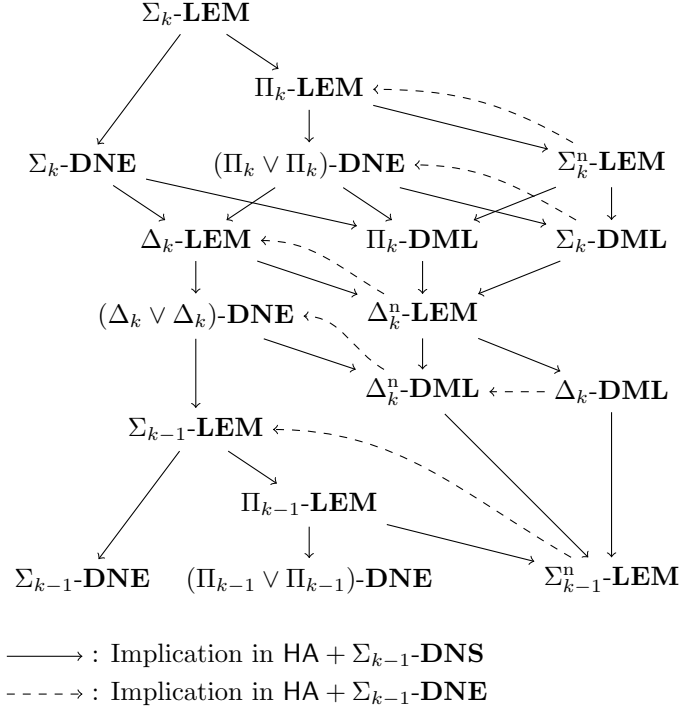 Σₖ-LEM
Πₖ-LEM
Σₖ-DNE (Πₖ ∨ Πₖ)-DNE Σₖⁿ-LEM
Δₖ-LEM Πₖ-DML Σₖ-DML
(Δₖ ∨ Δₖ)-DNE Δₖⁿ-LEM
Δₖⁿ-DML Δₖ-DML
Σₖ₋₁-LEM
Πₖ₋₁-LEM
Σₖ₋₁-DNE (Πₖ₋₁ ∨ Πₖ₋₁)-DNE Σₖ₋₁ⁿ-LEM
: Implication in HA + Σₖ₋₁-DNS
: Implication in HA + Σₖ₋₁-DNE